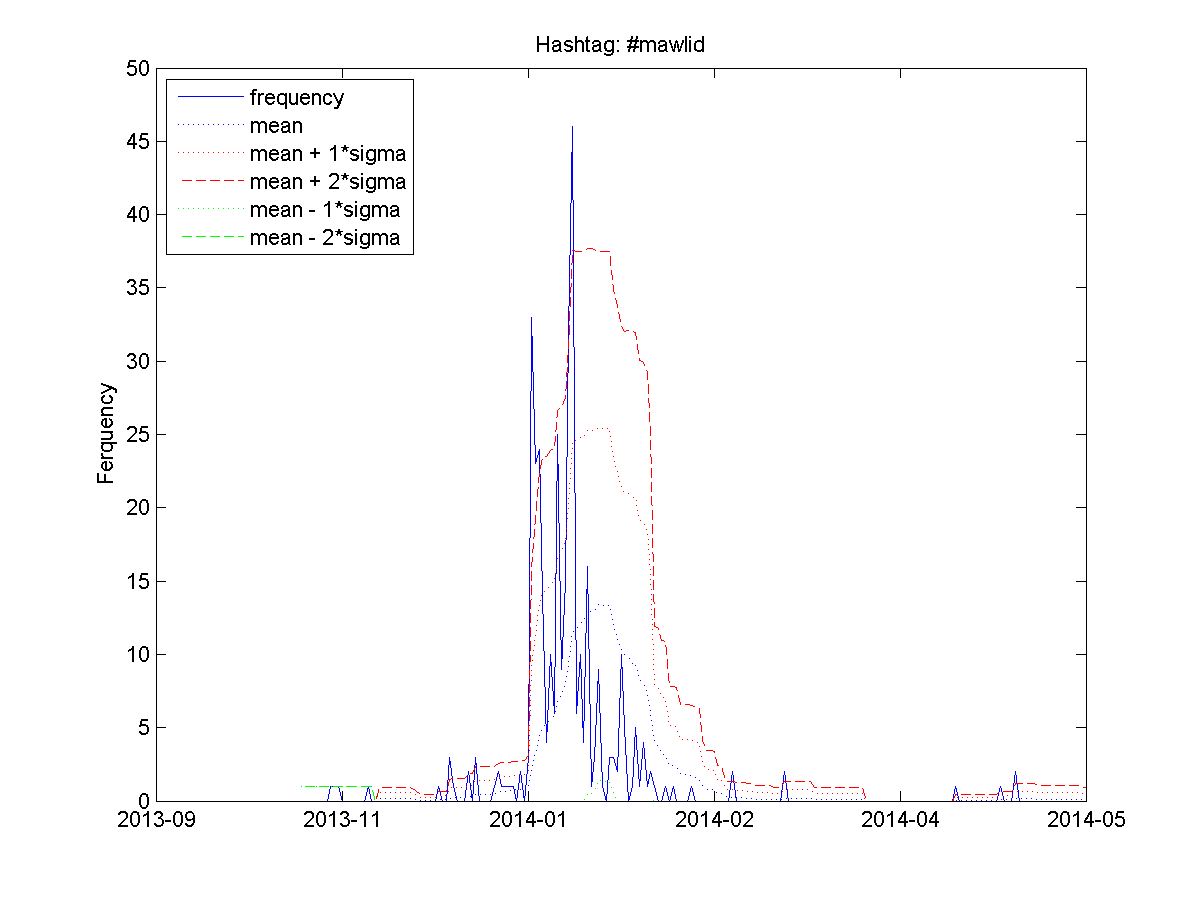 Hashtag: #mawlid
50
45
40
35
30
25
20
15
10
5
0
Ferquency
frequency
mean
mean + 1*sigma
mean + 2*sigma
mean - 1*sigma
mean - 2*sigma
2013-09 2013-11 2014-01 2014-02 2014-04 2014-05